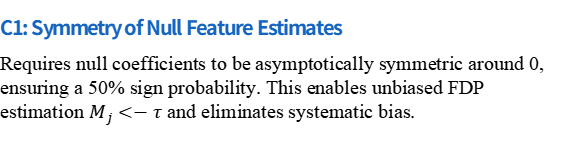 C1: Symmetry of Null Feature Estimates
Requires null coefficients to be asymptotically symmetric around 0,
ensuring a 50% sign probability. This enables unbiased FDP
estimation M_j <− τ and eliminates systematic bias.